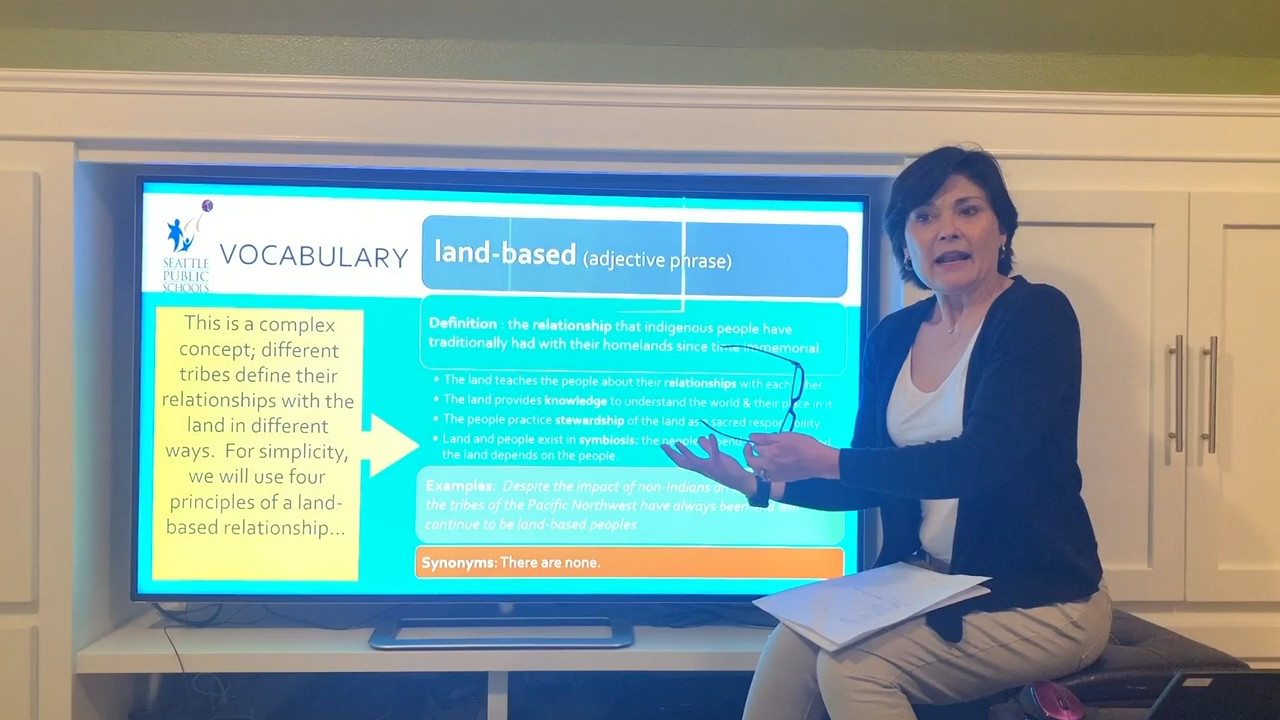 SEATTLE
PUBLIC
SCHOOLS
VOCABULARY
land-based (adjective phrase)
This is a complex
concept; different
tribes define their
relationships with the
land in different
ways. For simplicity,
we will use four
principles of a land-
based relationship...
Definition : the relationship that indigenous people have
traditionally had with their homelands since time immemorial.
• The land teaches the people about their relationships with each other
• The land provides knowledge to understand the world & their place in it
• The people practice stewardship of the land as a sacred responsibility.
• Land and people exist in symbiosis: the people
the land depends on the people.
Examples: Despite the impact of non-Indians
the tribes of the Pacific Northwest have always been and will
continue to be land-based peoples.
Synonyms: There are none.